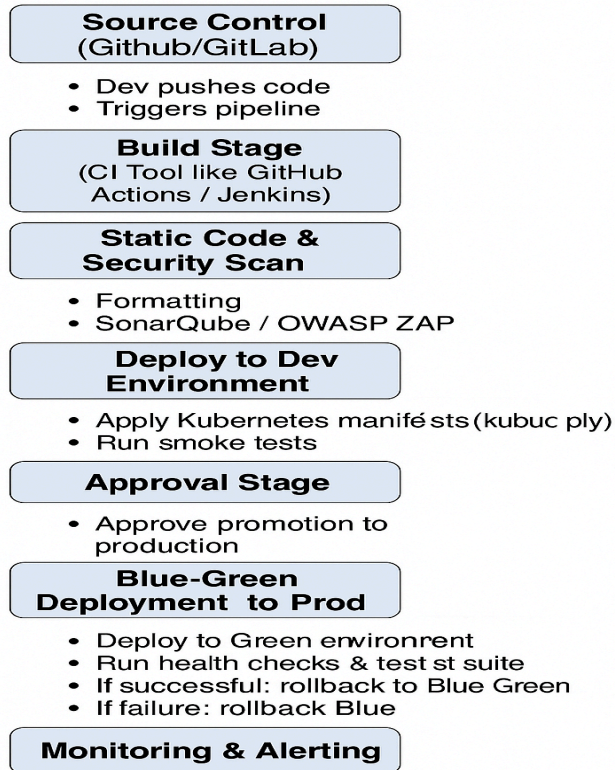 Source Control
(Github/GitLab)
• Dev pushes code
• Triggers pipeline
Build Stage
(CI Tool like GitHub
Actions / Jenkins)
Static Code &
Security Scan
• Formatting
• SonarQube / OWASP ZAP
Deploy to Dev
Environment
• Apply Kubernetes manifésts (kubuc ply)
• Run smoke tests
Approval Stage
• Approve promotion to
production
Blue-Green
Deployment to Prod
• Deploy to Green environrent
• Run health checks & test st suite
• If successful: rollback to Blue Green
• If failure: rollback Blue
Monitoring & Alerting